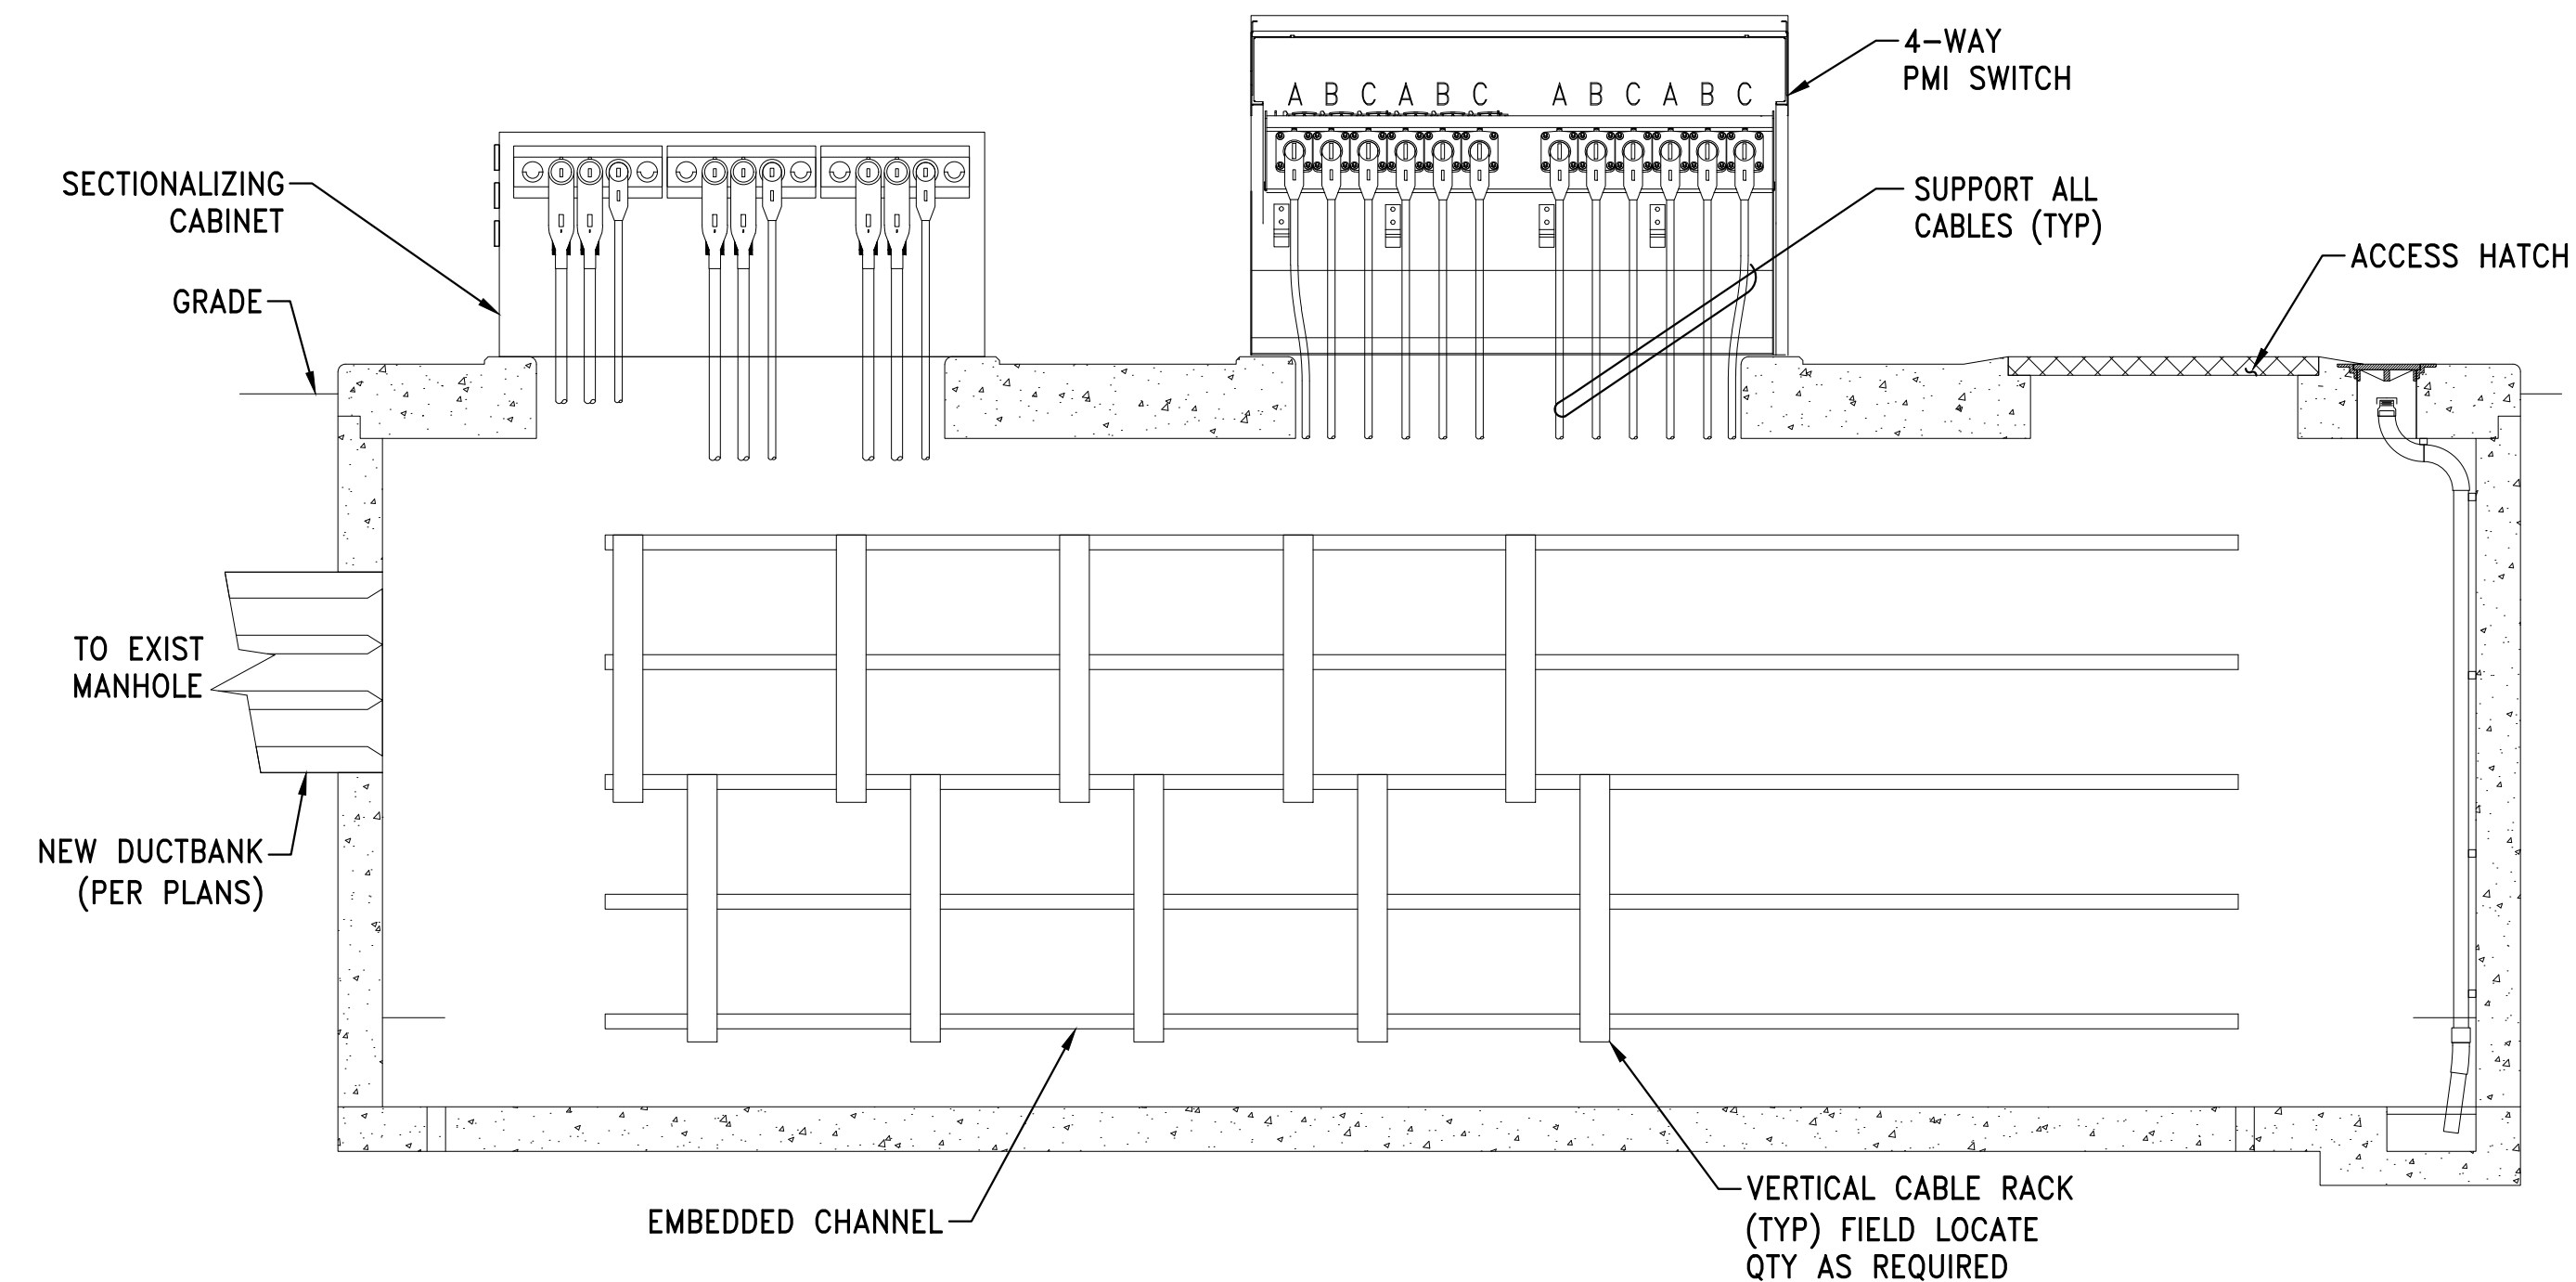 4-WAY
PMI SWITCH
A B C A B C A B C A B C
SECTIONALIZING
CABINET
SUPPORT ALL
CABLES (TYP)
ACCESS HATCH
GRADE
TO EXIST
MANHOLE
NEW DUCTBANK
(PER PLANS)
EMBEDDED CHANNEL
VERTICAL CABLE RACK
(TYP) FIELD LOCATE
QTY AS REQUIRED